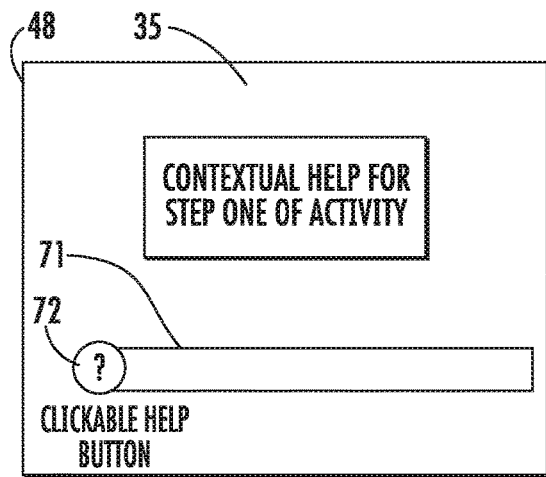 48
35
CONTEXTUAL HELP FOR
STEP ONE OF ACTIVITY
71
72
?
CLICKABLE HELP
BUTTON